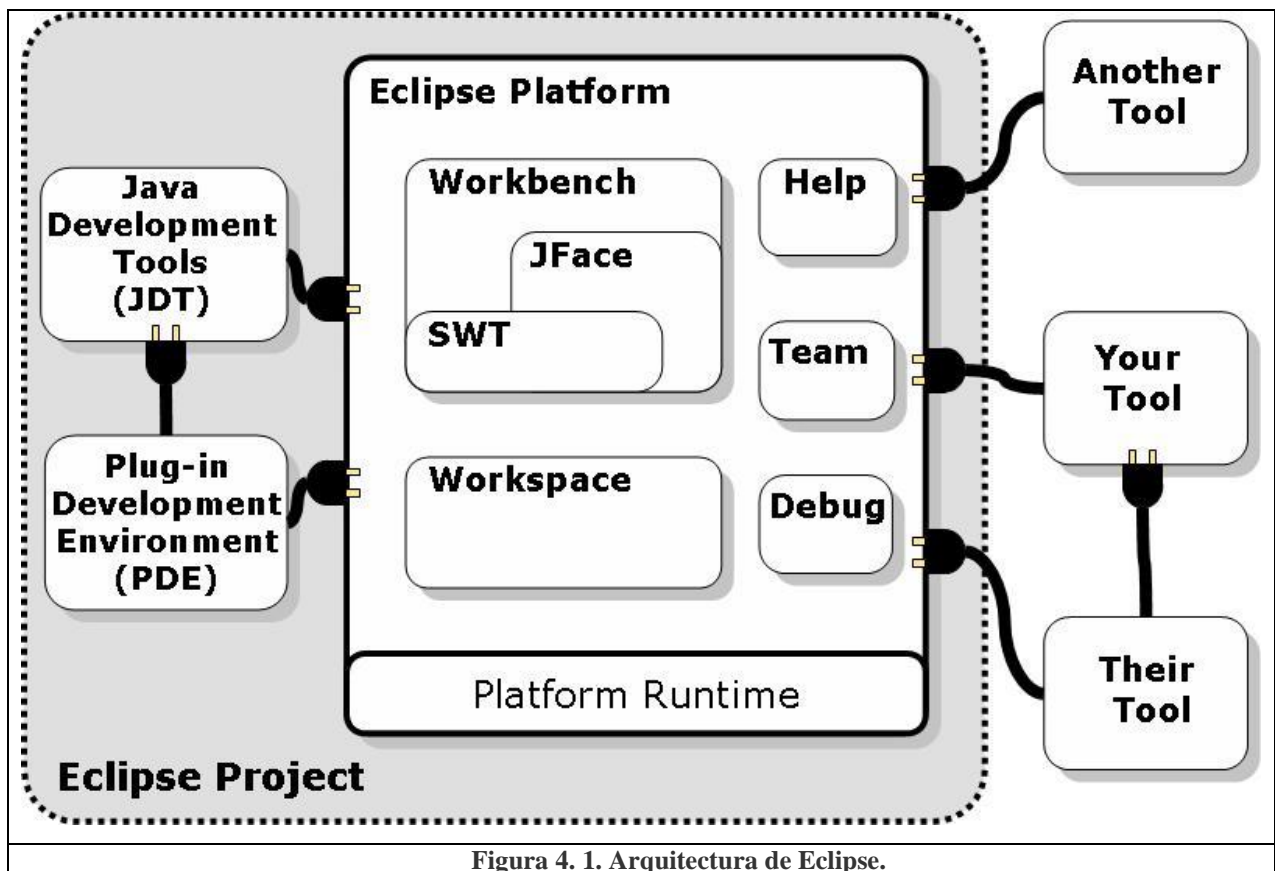 Eclipse Platform
Another
Tool
Java
Development
Tools
(JDT)
Workbench
JFace
SWT
Help
Team
Your
Tool
Plug-in
Development
Environment
(PDE)
Workspace
Debug
Their
Tool
Platform Runtime
Eclipse Project
Figura 4. 1. Arquitectura de Eclipse.